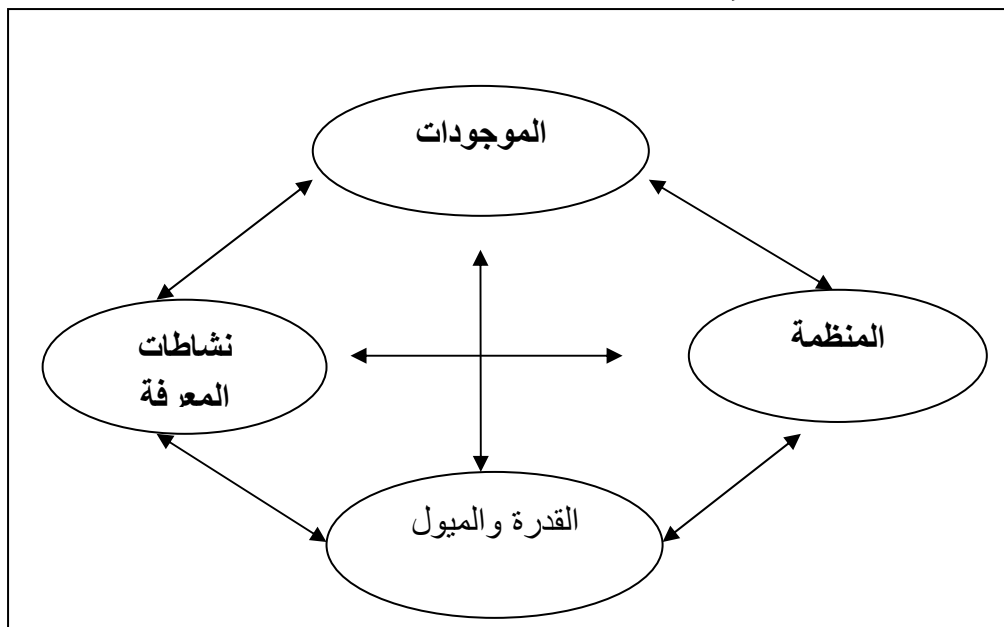 الموجودات
المنظمة
نشاطات
المعرفة
القدرة والميول